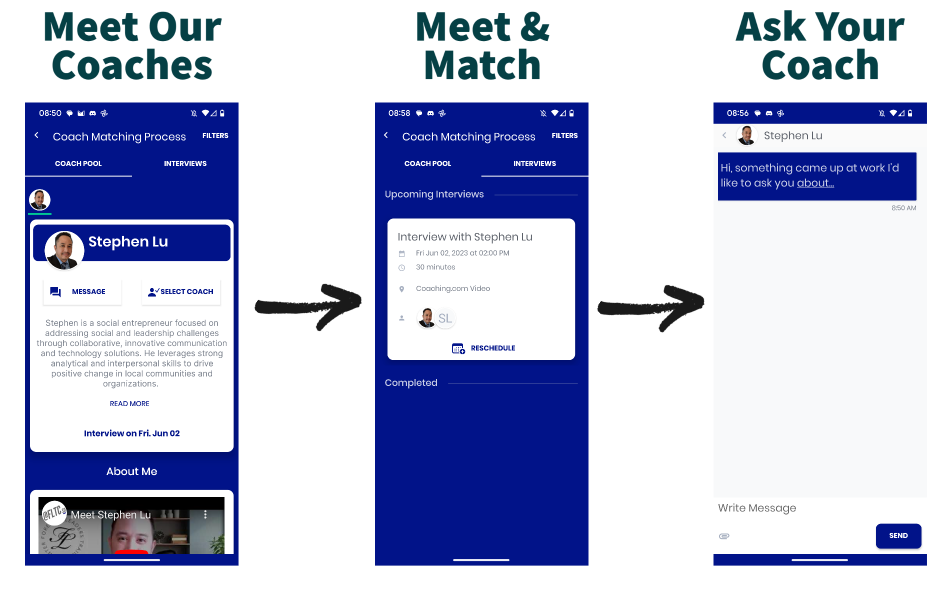 Meet Our
Coaches
08:50
Coach Matching Process
FILTERS
COACH POOL
INTERVIEWS
Stephen Lu
MESSAGE
SELECT COACH
Stephen is a social entrepreneur focused on
addressing social and leadership challenges
through collaborative, innovative communication
and technology solutions. He leverages strong
analytical and interpersonal skills to drive
positive change in local communities and
organizations.
READ MORE
Interview on Fri. Jun 02
About Me
@FLTCo
Meet Stephen Lu
Meet &
Match
08:58
Coach Matching Process
FILTERS
COACH POOL
INTERVIEWS
Upcoming Interviews
Interview with Stephen Lu
Fri Jun 02, 2023 at 02:00 PM
30 minutes
Coaching.com Video
SL
RESCHEDULE
Completed
Ask Your
Coach
08:56
Stephen Lu
Hi, something came up at work I'd
like to ask you about...
8:50 AM
Write Message
SEND